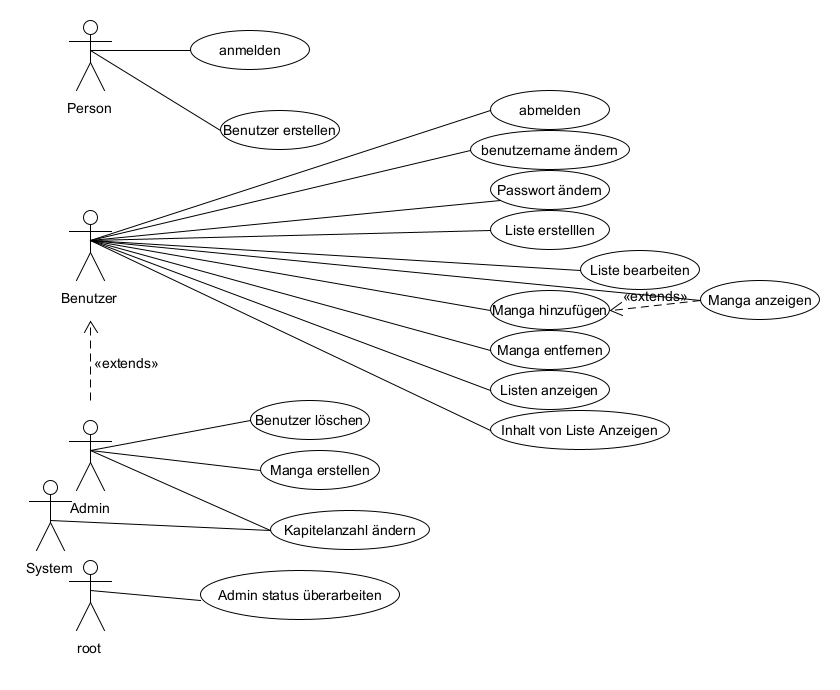 anmelden
Person
Benutzer erstellen
abmelden
benutzername ändern
Passwort ändern
Liste erstelllen
Benutzer
Liste bearbeiten
«extends»
Manga anzeigen
Manga hinzufügen
Manga entfernen
«extends»
Listen anzeigen
Benutzer löschen
Inhalt von Liste Anzeigen
Manga erstellen
Admin
Kapitelanzahl ändern
System
Admin status überarbeiten
root